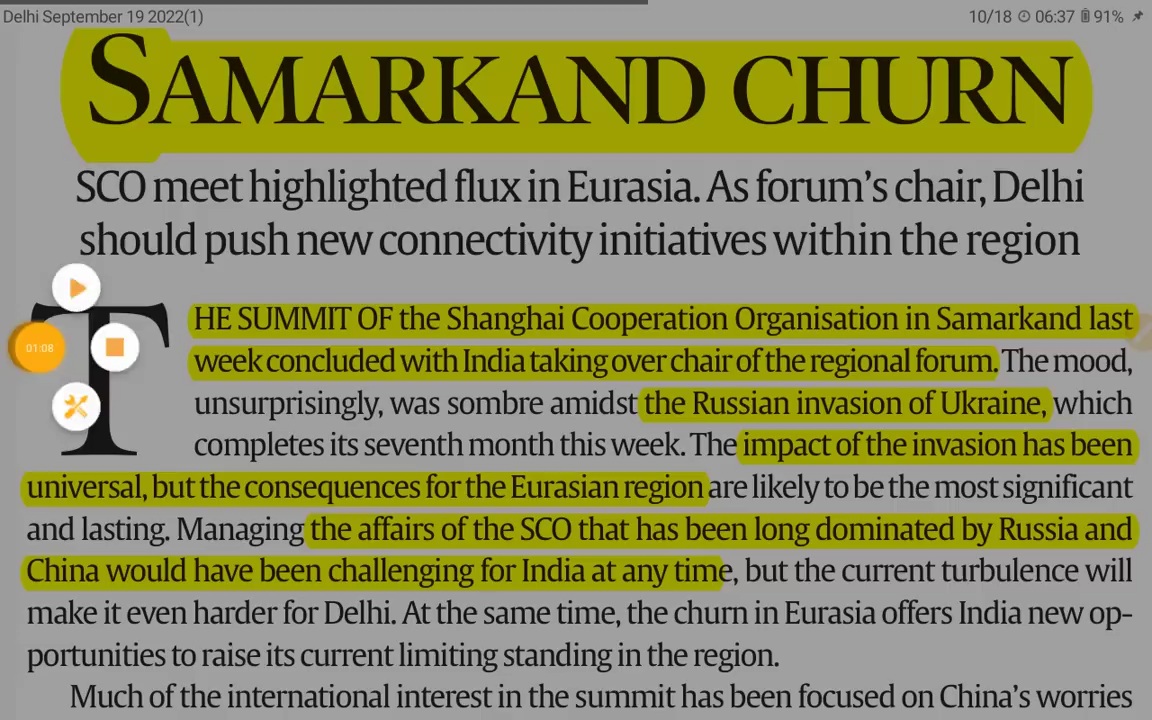 Delhi September 19 2022(1)
10/18 06:37 91%
SAMARKAND CHURN
SCO meet highlighted flux in Eurasia. As forum's chair, Delhi
should push new connectivity initiatives within the region
THE SUMMIT OF the Shanghai Cooperation Organisation in Samarkand last
week concluded with India taking over chair of the regional forum. The mood,
unsurprisingly, was sombre amidst the Russian invasion of Ukraine, which
completes its seventh month this week. The impact of the invasion has been
universal, but the consequences for the Eurasian region are likely to be the most significant
and lasting. Managing the affairs of the SCO that has been long dominated by Russia and
China would have been challenging for India at any time, but the current turbulence will
make it even harder for Delhi. At the same time, the churn in Eurasia offers India new op-
portunities to raise its current limiting standing in the region.
Much of the international interest in the summit has been focused on China's worries
01:08